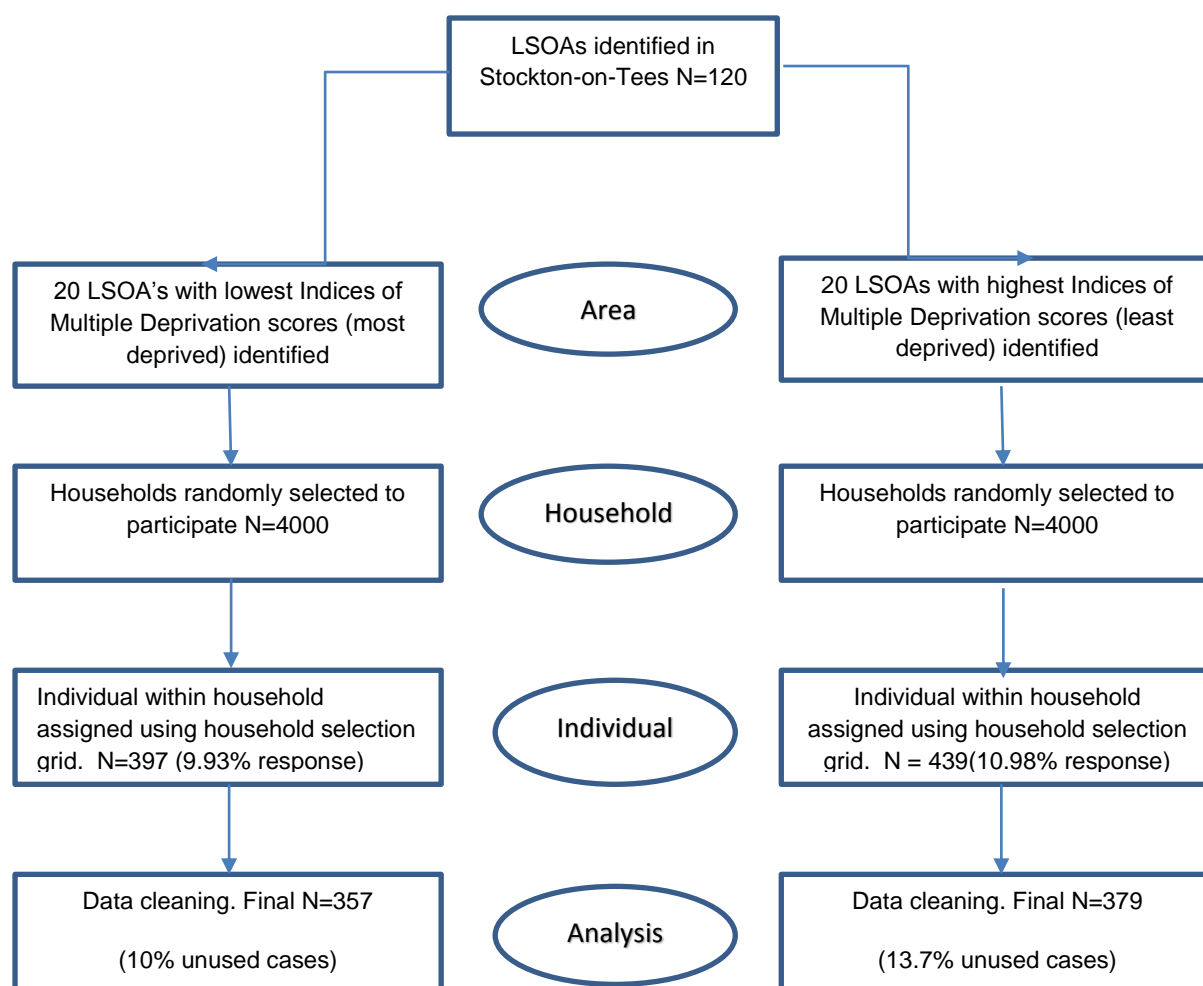 LSOAs identified in
Stockton-on-Tees N=120
20 LSOA’s with lowest Indices of
Multiple Deprivation scores (most
deprived) identified
Area
20 LSOAs with highest Indices of
Multiple Deprivation scores (least
deprived) identified
Households randomly selected to
participate N=4000
Household
Households randomly selected to
participate N=4000
Individual within household
assigned using household selection
grid.  N=397 (9.93% response)
Individual
Individual within household
assigned using household selection
grid.  N = 439(10.98% response)
Data cleaning. Final N=357
(10% unused cases)
Analysis
Data cleaning. Final N=379
(13.7% unused cases)